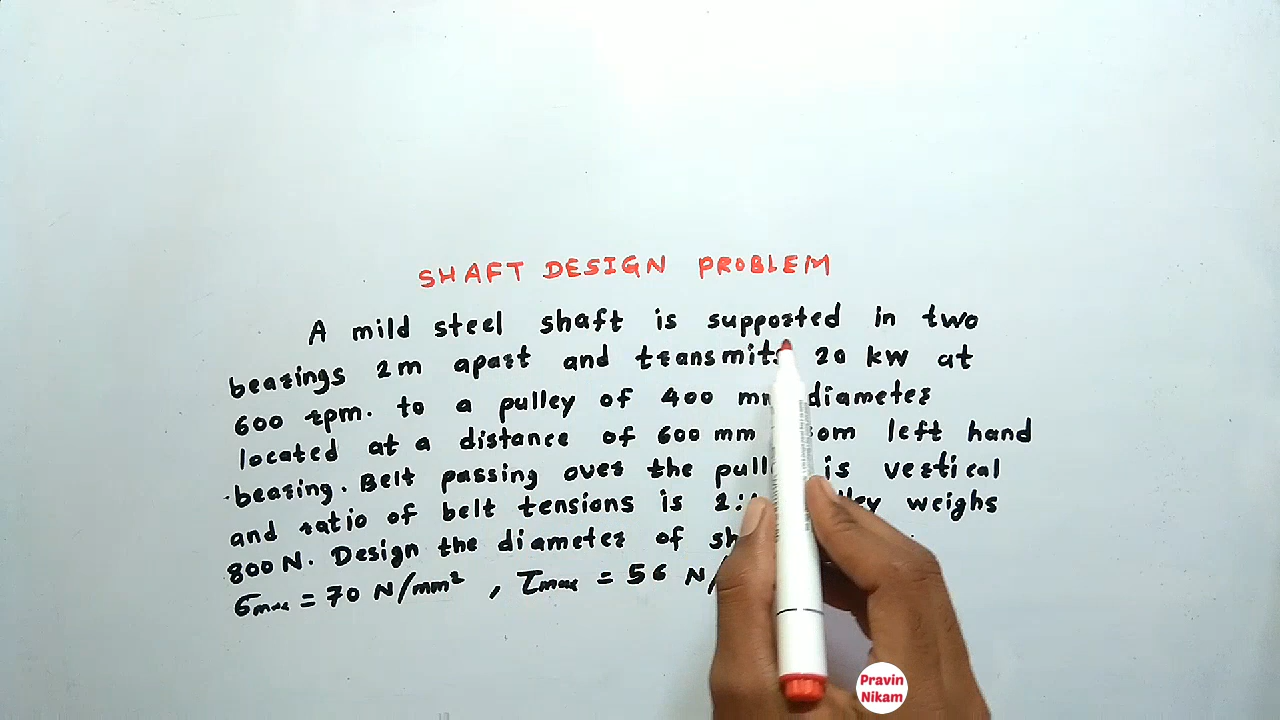 SHAFT DESIGN PROBLEM
A mild steel shaft is supported in two
bearings 2m apart and transmits 20 kw at
600 rpm. to a pulley of 400 diameter
located at a distance of 600 mm left hand
bearing. Belt passing over the is vertical
and ratio of belt tensions is 2: weighs
800 N. Design the diameter of
σmax = 70 N/mm², τmax = 56 N/
Pravin
Nikam